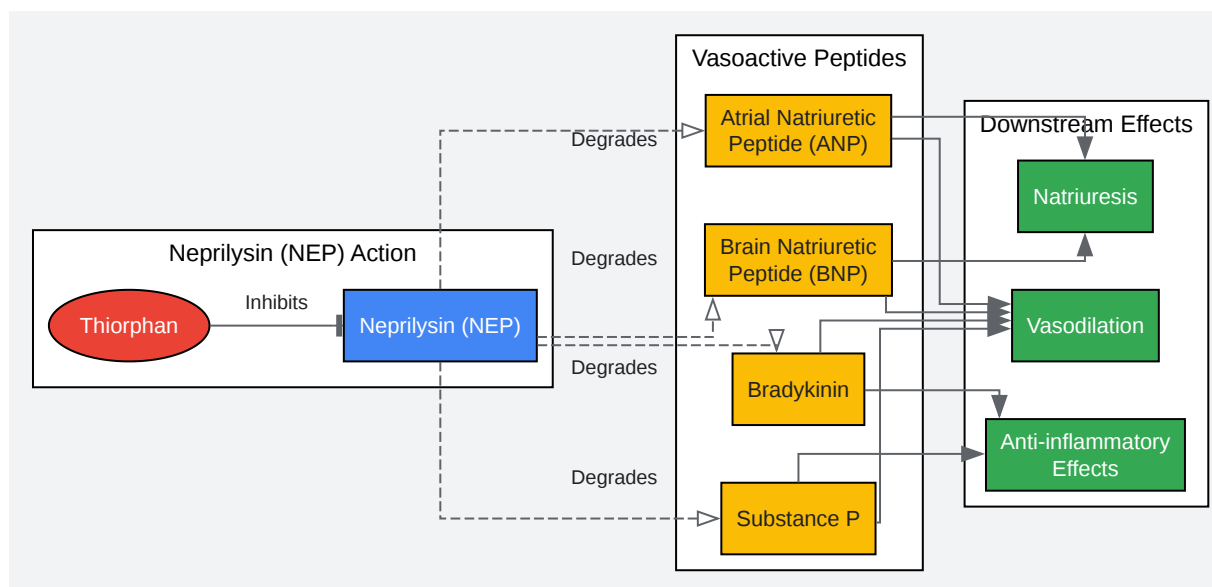 Neprilysin (NEP) Action
Thiorphan
Inhibits
Neprilysin (NEP)
Degrades
Degrades
Degrades
Degrades
Vasoactive Peptides
Atrial Natriuretic
Peptide (ANP)
Brain Natriuretic
Peptide (BNP)
Bradykinin
Substance P
Downstream Effects
Natriuresis
Vasodilation
Anti-inflammatory
Effects